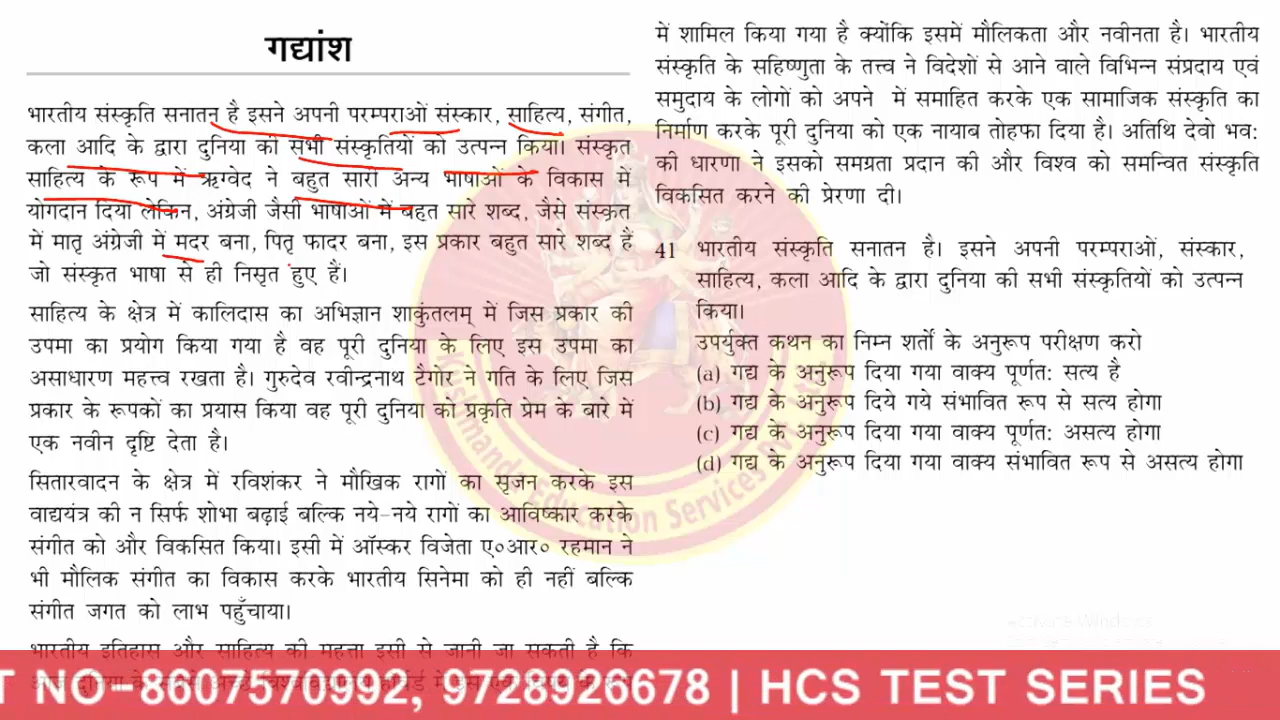 गद्यांश
भारतीय संस्कृति सनातन है इसने अपनी परम्पराओं संस्कार, साहित्य, संगीत,
कला आदि के द्वारा दुनिया की सभी संस्कृतियों को उत्पन्न किया। संस्कृत
साहित्य के रूप में ऋग्वेद ने बहुत सारी अन्य भाषाओं के विकास में
योगदान दिया लेकिन, अंग्रेजी जैसी भाषाओं में बहुत सारे शब्द, जैसे संस्कृत
में मातृ अंग्रेजी में मदर बना, पितृ फादर बना, इस प्रकार बहुत सारे शब्द हैं
जो संस्कृत भाषा से ही निसृत हुए हैं।
साहित्य के क्षेत्र में कालिदास का अभिज्ञान शाकुंतलम् में जिस प्रकार की
उपमा का प्रयोग किया गया है वह पूरी दुनिया के लिए इस उपमा का
असाधारण महत्त्व रखता है। गुरुदेव रवीन्द्रनाथ टैगोर ने गति के लिए जिस
प्रकार के रूपकों का प्रयास किया वह पूरी दुनिया को प्रकृति प्रेम के बारे में
एक नवीन दृष्टि देता है।
सितारवादन के क्षेत्र में रविशंकर ने मौखिक रागों का सृजन करके इस
वाद्ययंत्र की न सिर्फ शोभा बढ़ाई बल्कि नये-नये रागों का आविष्कार करके
संगीत को और विकसित किया। इसी में ऑस्कर विजेता ए०आर० रहमान ने
भी मौलिक संगीत का विकास करके भारतीय सिनेमा को ही नहीं बल्कि
संगीत जगत को लाभ पहुँचाया।
भारतीय इतिहास और साहित्य की महत्ता इसी से जानी जा सकती है कि
में शामिल किया गया है क्योंकि इसमें मौलिकता और नवीनता है। भारतीय
संस्कृति के सहिष्णुता के तत्त्व ने विदेशों से आने वाले विभिन्न संप्रदाय एवं
समुदाय के लोगों को अपने में समाहित करके एक सामाजिक संस्कृति का
निर्माण करके पूरी दुनिया को एक नायाब तोहफा दिया है। अतिथि देवो भव:
की धारणा ने इसको समग्रता प्रदान की और विश्व को समन्वित संस्कृति
विकसित करने की प्रेरणा दी।
41 भारतीय संस्कृति सनातन है। इसने अपनी परम्पराओं, संस्कार,
साहित्य, कला आदि के द्वारा दुनिया की सभी संस्कृतियों को उत्पन्न
किया।
उपर्युक्त कथन का निम्न शर्तों के अनुरूप परीक्षण करो
(a) गद्य के अनुरूप दिया गया वाक्य पूर्णत: सत्य है
(b) गद्य के अनुरूप दिये गये संभावित रूप से सत्य होगा
(c) गद्य के अनुरूप दिया गया वाक्य पूर्णत: असत्य होगा
(d) गद्य के अनुरूप दिया गया वाक्य संभावित रूप से असत्य होगा
Kushmanda Education Services Pvt. Ltd.
Activate Windows
T NO-8607570992, 9728926678 | HCS TEST SERIES